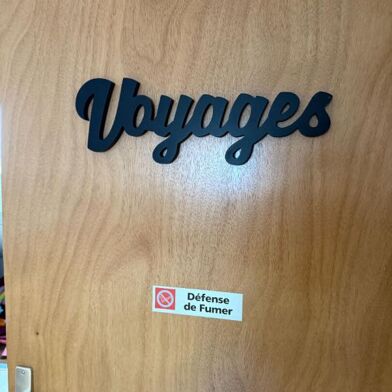 Voyages
Défense
de Fumer